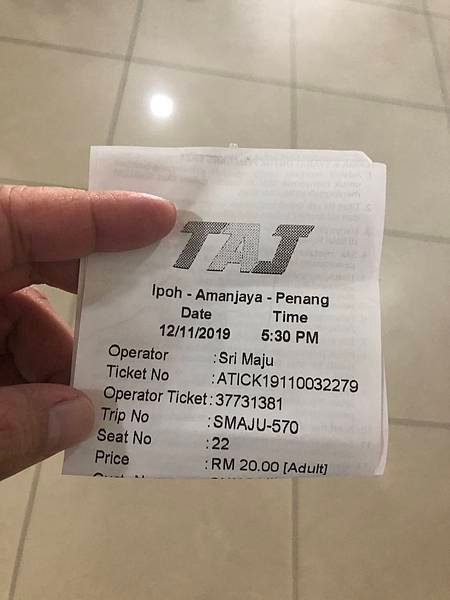 TAJ
Ipoh - Amanjaya - Penang
Date Time
12/11/2019 5:30 PM
Operator :Sri Maju
Ticket No :ATICK19110032279
Operator Ticket:37731381
Trip No :SMAJU-570
Seat No :22
Price :RM 20.00 [Adult]